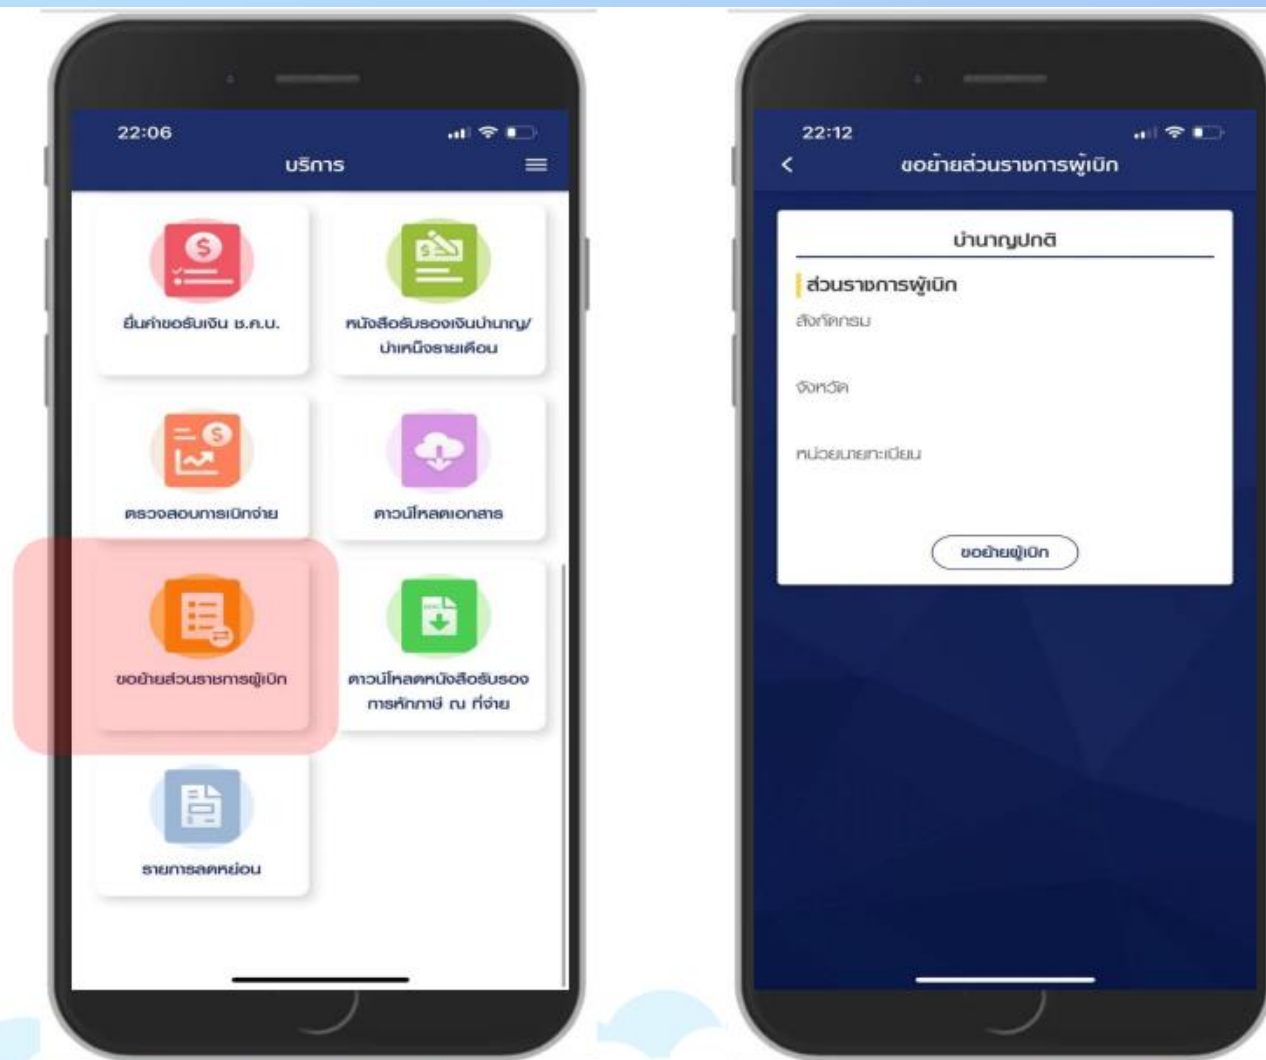 22:06
บริการ
ยื่นคำขอรับเงิน ช.ค.บ.
หนังสือรับรองเงินบำนาญ/
บำเหน็จรายเดือน
ตรวจสอบการเบิกจ่าย
ดาวน์โหลดเอกสาร
ขอย้ายส่วนราชการผู้เบิก
ดาวน์โหลดหนังสือรับรอง
การหักภาษี ณ ที่จ่าย
รายการลดหย่อน
22:12
ขอย้ายส่วนราชการผู้เบิก
บำนาญปกติ
ส่วนราชการผู้เบิก
สังกัดกรม
จังหวัด
หน่วยนายทะเบียน
ขอย้ายผู้เบิก